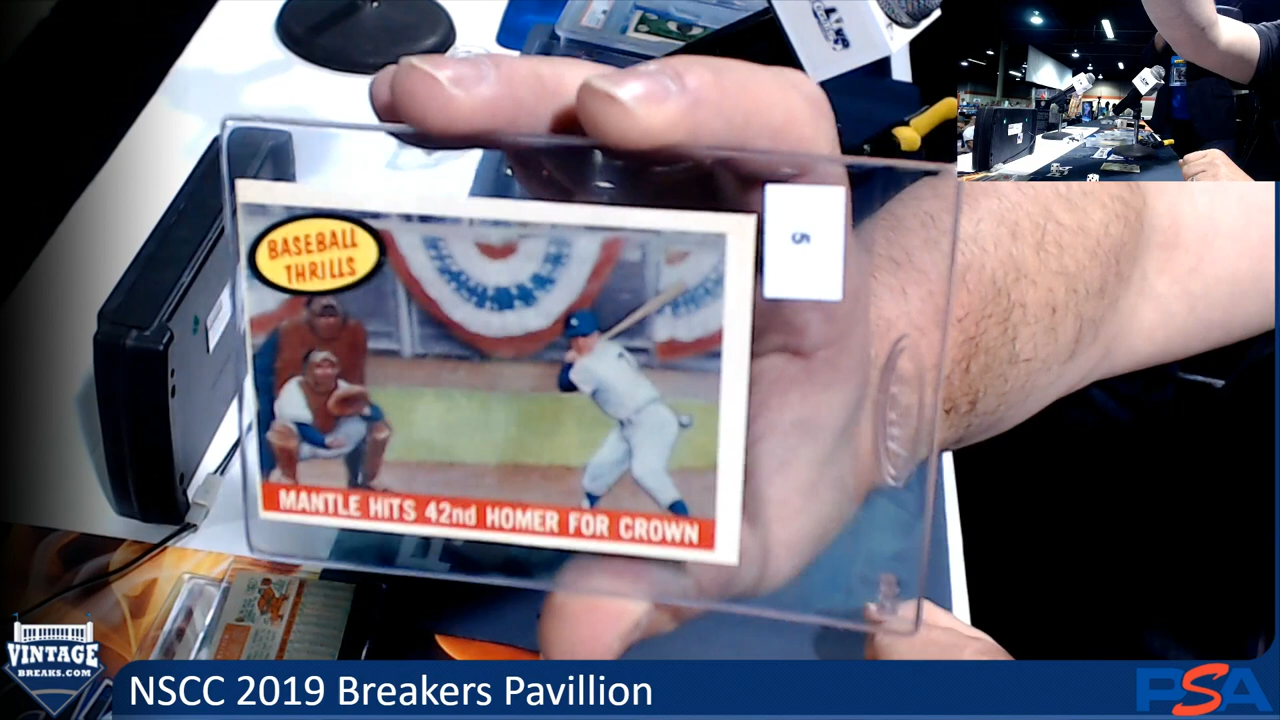 BASEBALL
THRILLS
5
MANTLE HITS 42nd HOMER FOR CROWN
VINTAGE
BREAKS.COM
NSCC 2019 Breakers Pavillion
PSA